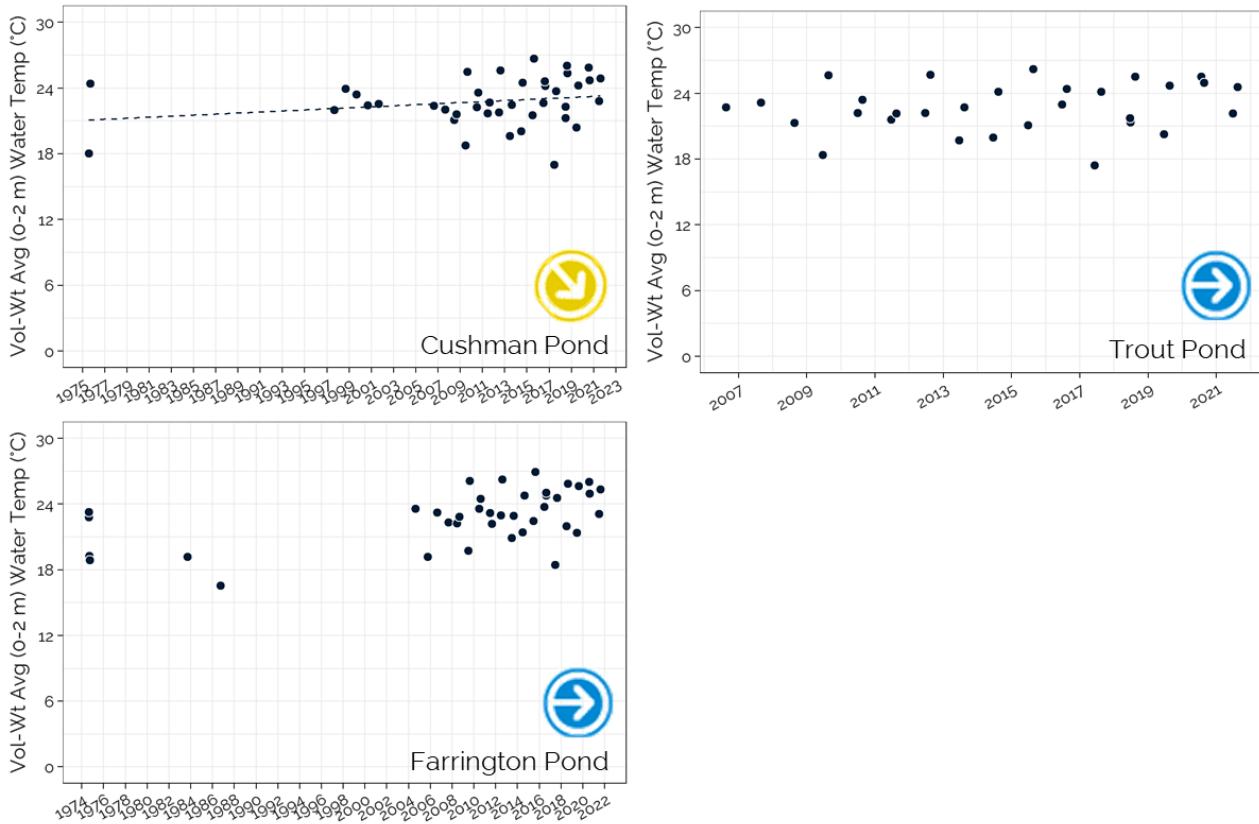 Vol-Wt Avg (0-2 m) Water Temp (°C)
30
24
18
12
6
0
Cushman Pond
1975 1977 1979 1981 1983 1985 1987 1989 1991 1993 1995 1997 1999 2001 2003 2005 2007 2009 2011 2013 2015 2017 2019 2021 2023
Vol-Wt Avg (0-2 m) Water Temp (°C)
30
24
18
12
6
0
Trout Pond
2007 2009 2011 2013 2015 2017 2019 2021
Vol-Wt Avg (0-2 m) Water Temp (°C)
30
24
18
12
6
0
Farrington Pond
1974 1976 1978 1980 1982 1984 1986 1988 1990 1992 1994 1996 1998 2000 2002 2004 2006 2008 2010 2012 2014 2016 2018 2020 2022